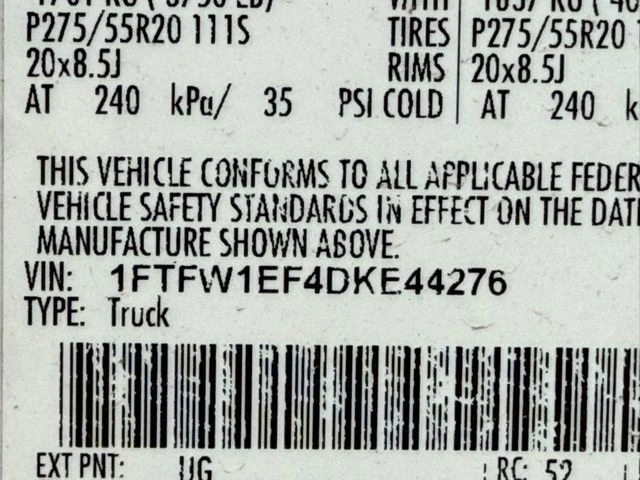 P275/55R20 111S TIRES P275/55R20
20x8.5J RIMS 20x8.5J
AT 240 kPa/ 35 PSI COLD AT 240
THIS VEHICLE CONFORMS TO ALL APPLICABLE FEDER
VEHICLE SAFETY STANDARDS IN EFFECT ON THE DAT
MANUFACTURE SHOWN ABOVE.
VIN: 1FTFW1EF4DKE44276
TYPE: Truck
EXT PNT: UG RC: 52